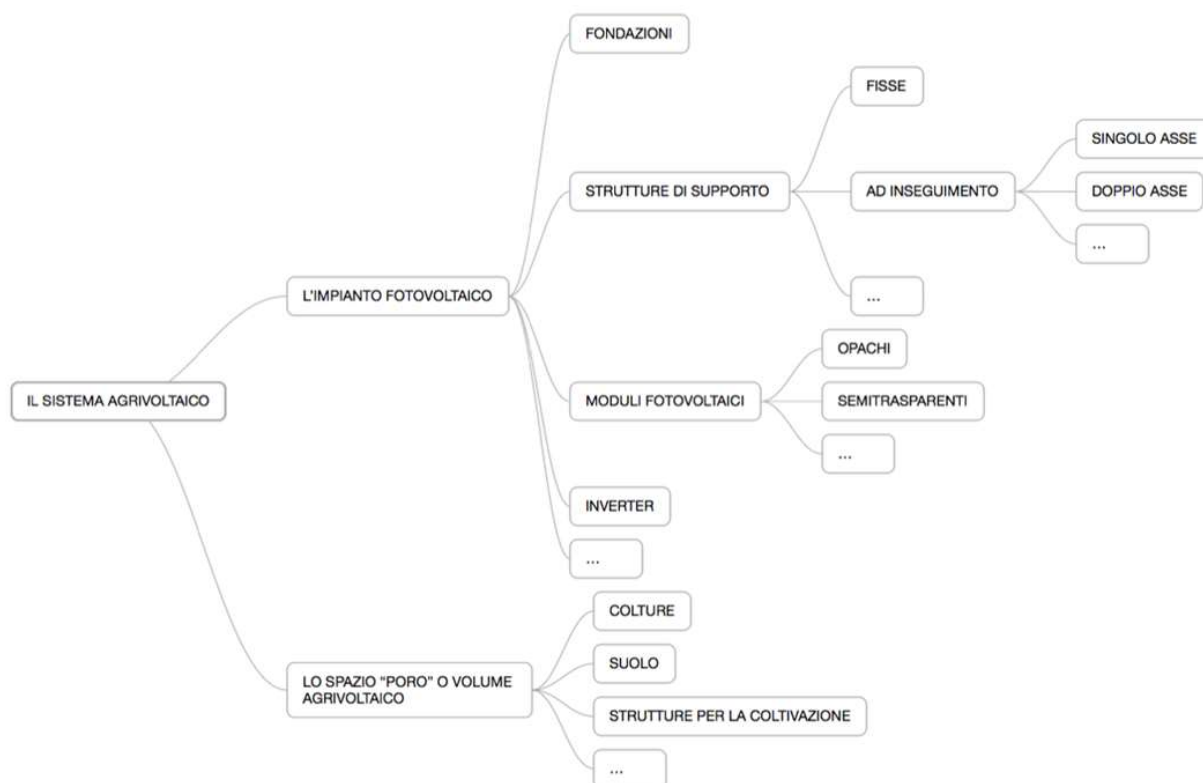 FONDAZIONI
FISSE
SINGOLO ASSE
STRUTTURE DI SUPPORTO
AD INSEGUIMENTO
DOPPIO ASSE
...
L'IMPIANTO FOTOVOLTAICO
...
OPACHI
IL SISTEMA AGRIVOLTAICO
MODULI FOTOVOLTAICI
SEMITRASPARENTI
...
INVERTER
...
COLTURE
SUOLO
LO SPAZIO "PORO" O VOLUME
AGRIVOLTAICO
STRUTTURE PER LA COLTIVAZIONE
...